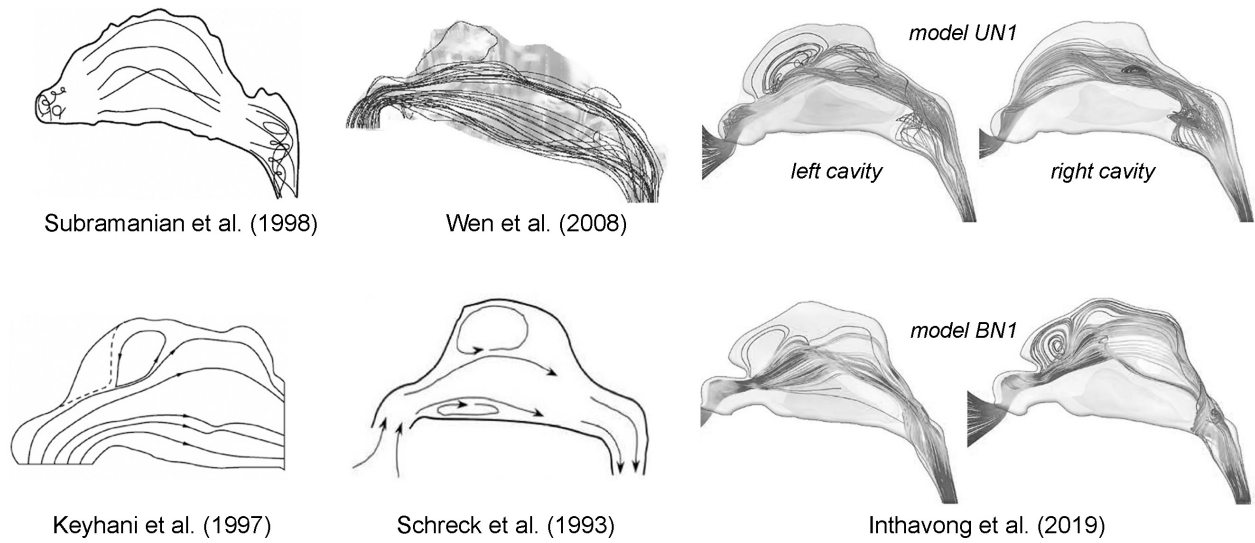 model UN1
left cavity
right cavity
Subramanian et al. (1998)
Wen et al. (2008)
model BN1
Keyhani et al. (1997)
Schreck et al. (1993)
Inthavong et al. (2019)